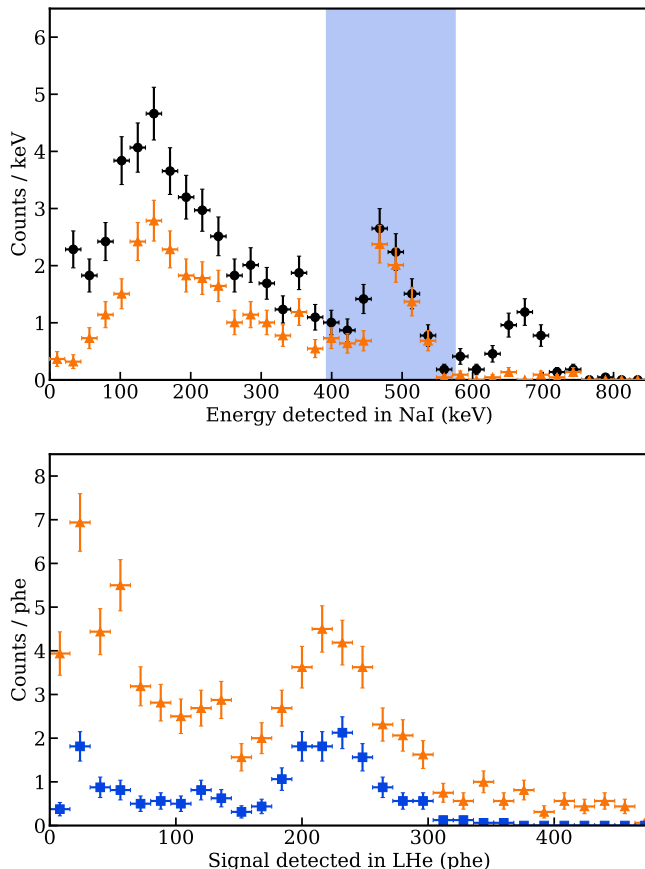 6
5
4
3
2
1
0
Counts / keV
0 100 200 300 400 500 600 700 800
Energy detected in NaI (keV)
8
7
6
5
4
3
2
1
0
Counts / phe
0 100 200 300 400
Signal detected in LHe (phe)